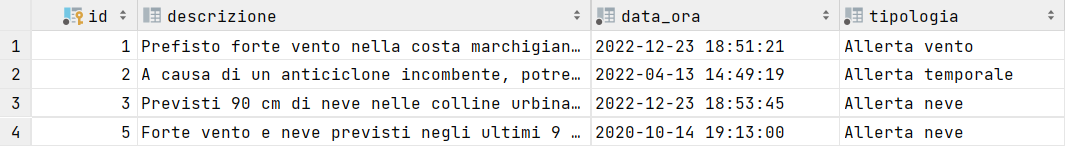 id descrizione data_ora tipologia
1 1 Prefisto forte vento nella costa marchigian… 2022-12-23 18:51:21 Allerta vento
2 2 A causa di un anticiclone incombente, potre… 2022-04-13 14:49:19 Allerta temporale
3 3 Previsti 90 cm di neve nelle colline urbina… 2022-12-23 18:53:45 Allerta neve
4 5 Forte vento e neve previsti negli ultimi 9 … 2020-10-14 19:13:00 Allerta neve